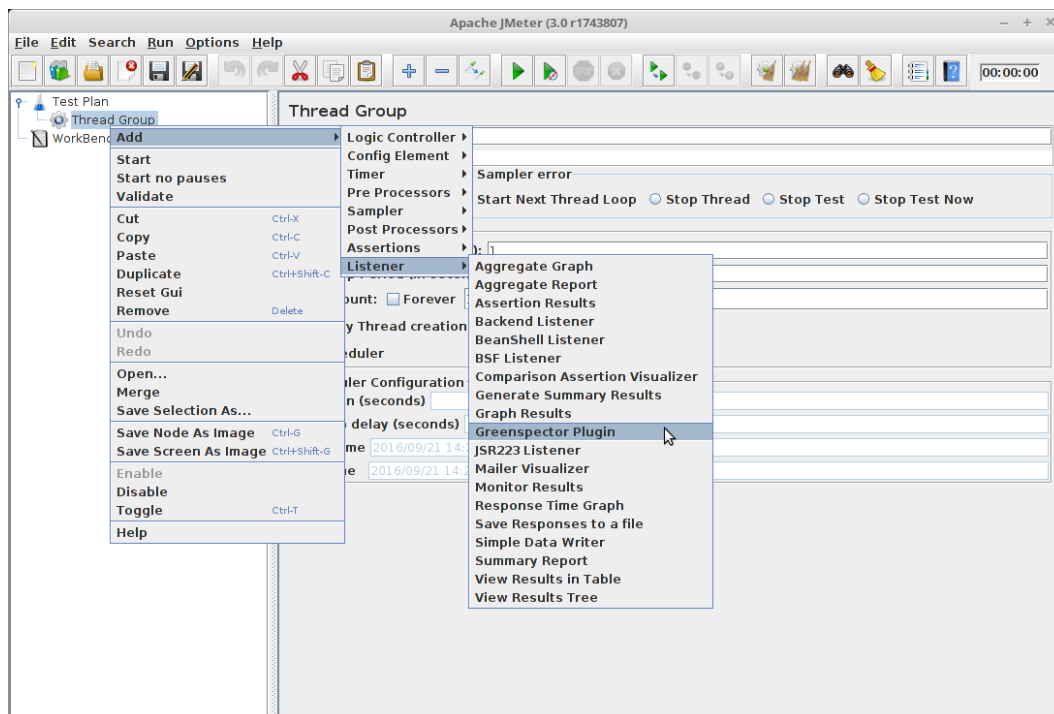 Apache JMeter (3.0 r1743807)
File Edit Search Run Options Help
00:00:00
Test Plan
Thread Group
WorkBenc
Thread Group
Add
Start
Start no pauses
Validate
Cut Ctrl-X
Copy Ctrl-C
Paste Ctrl-V
Duplicate Ctrl+Shift-C
Reset Gui
Remove Delete
Undo
Redo
Open...
Merge
Save Selection As...
Save Node As Image Ctrl-G
Save Screen As Image Ctrl+Shift-G
Enable
Disable
Toggle Ctrl-T
Help
Logic Controller
Config Element
Timer
Pre Processors
Sampler
Post Processors
Assertions
Listener
Sampler error
Start Next Thread Loop Stop Thread Stop Test Stop Test Now
): 1
ount: Forever
y Thread creation
eduler
uler Configuration
n (seconds)
delay (seconds)
me 2016/09/21 14:2
e 2016/09/21 14:2
Aggregate Graph
Aggregate Report
Assertion Results
Backend Listener
BeanShell Listener
BSF Listener
Comparison Assertion Visualizer
Generate Summary Results
Graph Results
Greenspector Plugin
JSR223 Listener
Mailer Visualizer
Monitor Results
Response Time Graph
Save Responses to a file
Simple Data Writer
Summary Report
View Results in Table
View Results Tree